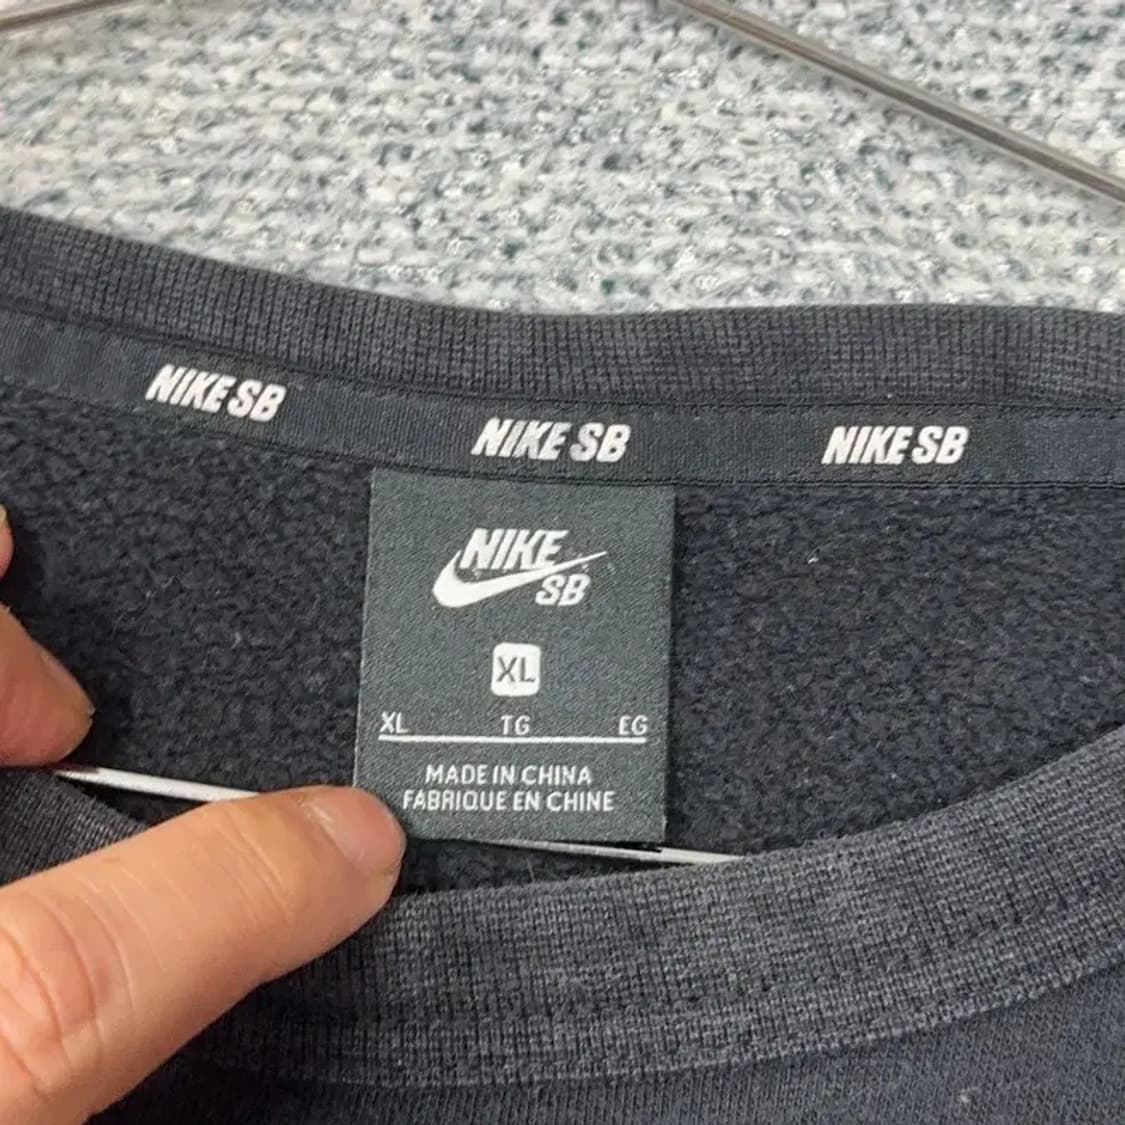 NIKE SB
NIKE SB
NIKE SB
NIKE
SB
XL
XL TG EG
MADE IN CHINA
FABRIQUE EN CHINE